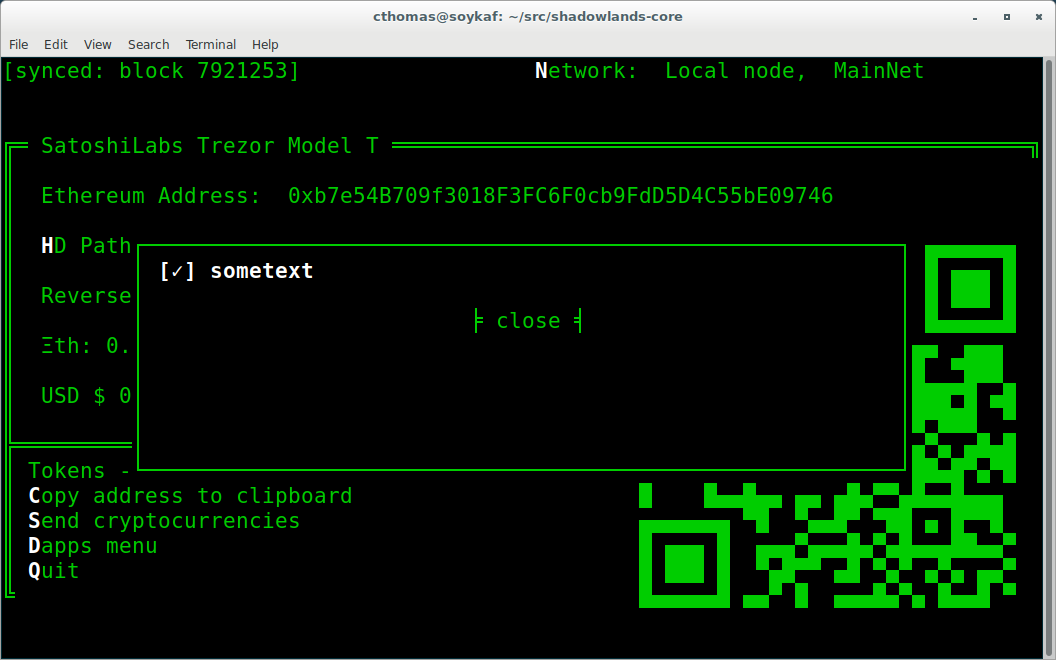 cthomas@soykaf: ~/src/shadowlands-core
File Edit View Search Terminal Help
[synced: block 7921253] Network: Local node, MainNet
SatoshiLabs Trezor Model T
Ethereum Address: 0xb7e54B709f3018F3FC6F0cb9FdD5D4C55bE09746
HD Path
[✓] sometext
Reverse
close
Ξth: 0.
USD $ 0
Tokens -
Copy address to clipboard
Send cryptocurrencies
Dapps menu
Quit